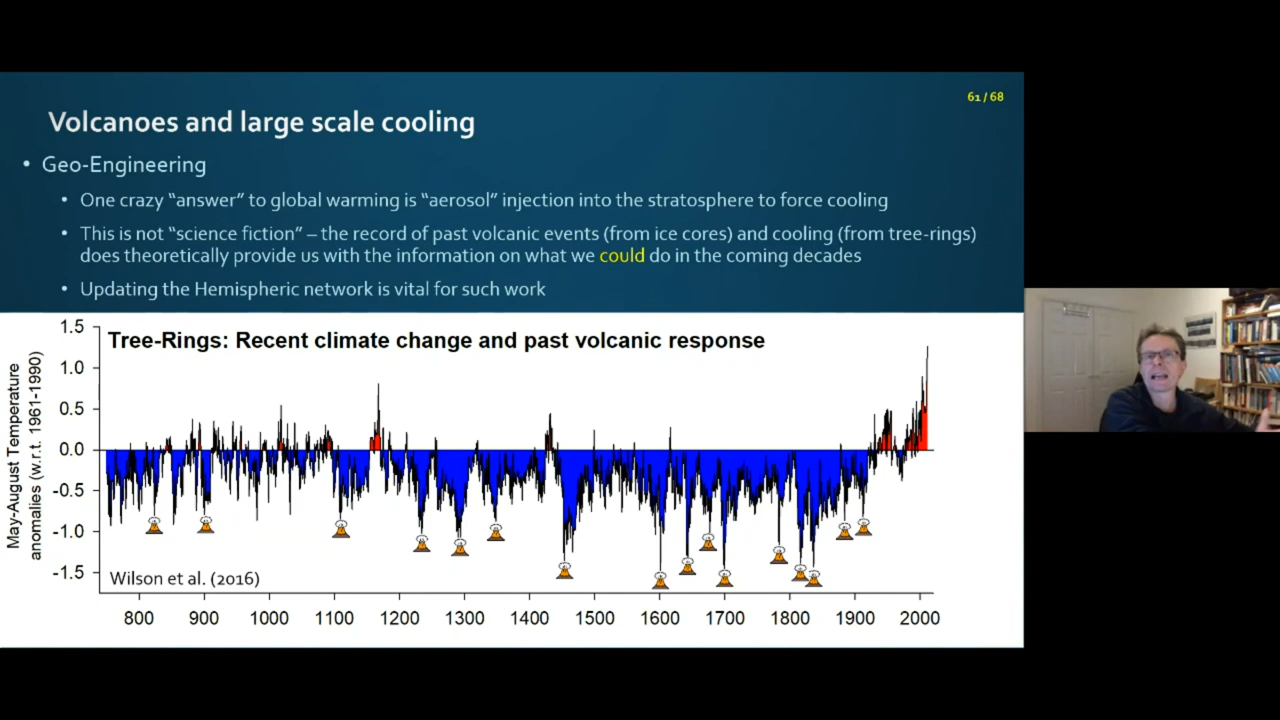 61 / 68
Volcanoes and large scale cooling
• Geo-Engineering
• One crazy “answer” to global warming is “aerosol” injection into the stratosphere to force cooling
• This is not “science fiction” – the record of past volcanic events (from ice cores) and cooling (from tree-rings)
does theoretically provide us with the information on what we could do in the coming decades
• Updating the Hemispheric network is vital for such work
Tree-Rings: Recent climate change and past volcanic response
May-August Temperature
anomalies (w.r.t. 1961-1990)
1.5
1.0
0.5
0.0
-0.5
-1.0
-1.5
Wilson et al. (2016)
800 900 1000 1100 1200 1300 1400 1500 1600 1700 1800 1900 2000